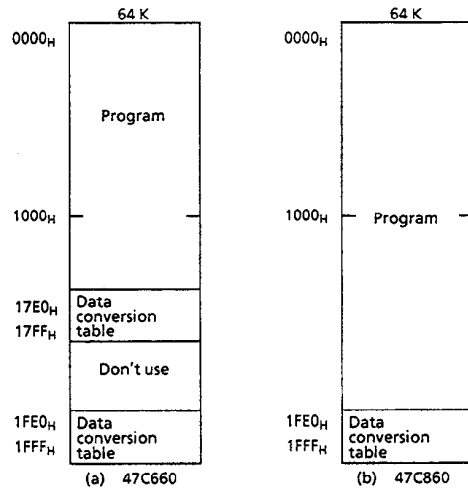 64 K
0000H
Program
1000H
17E0H
17FFH
Data
conversion
table
Don't use
1FE0H
1FFFH
Data
conversion
table
(a) 47C660
64 K
0000H
1000H
Program
1FE0H
1FFFH
Data
conversion
table
(b) 47C860